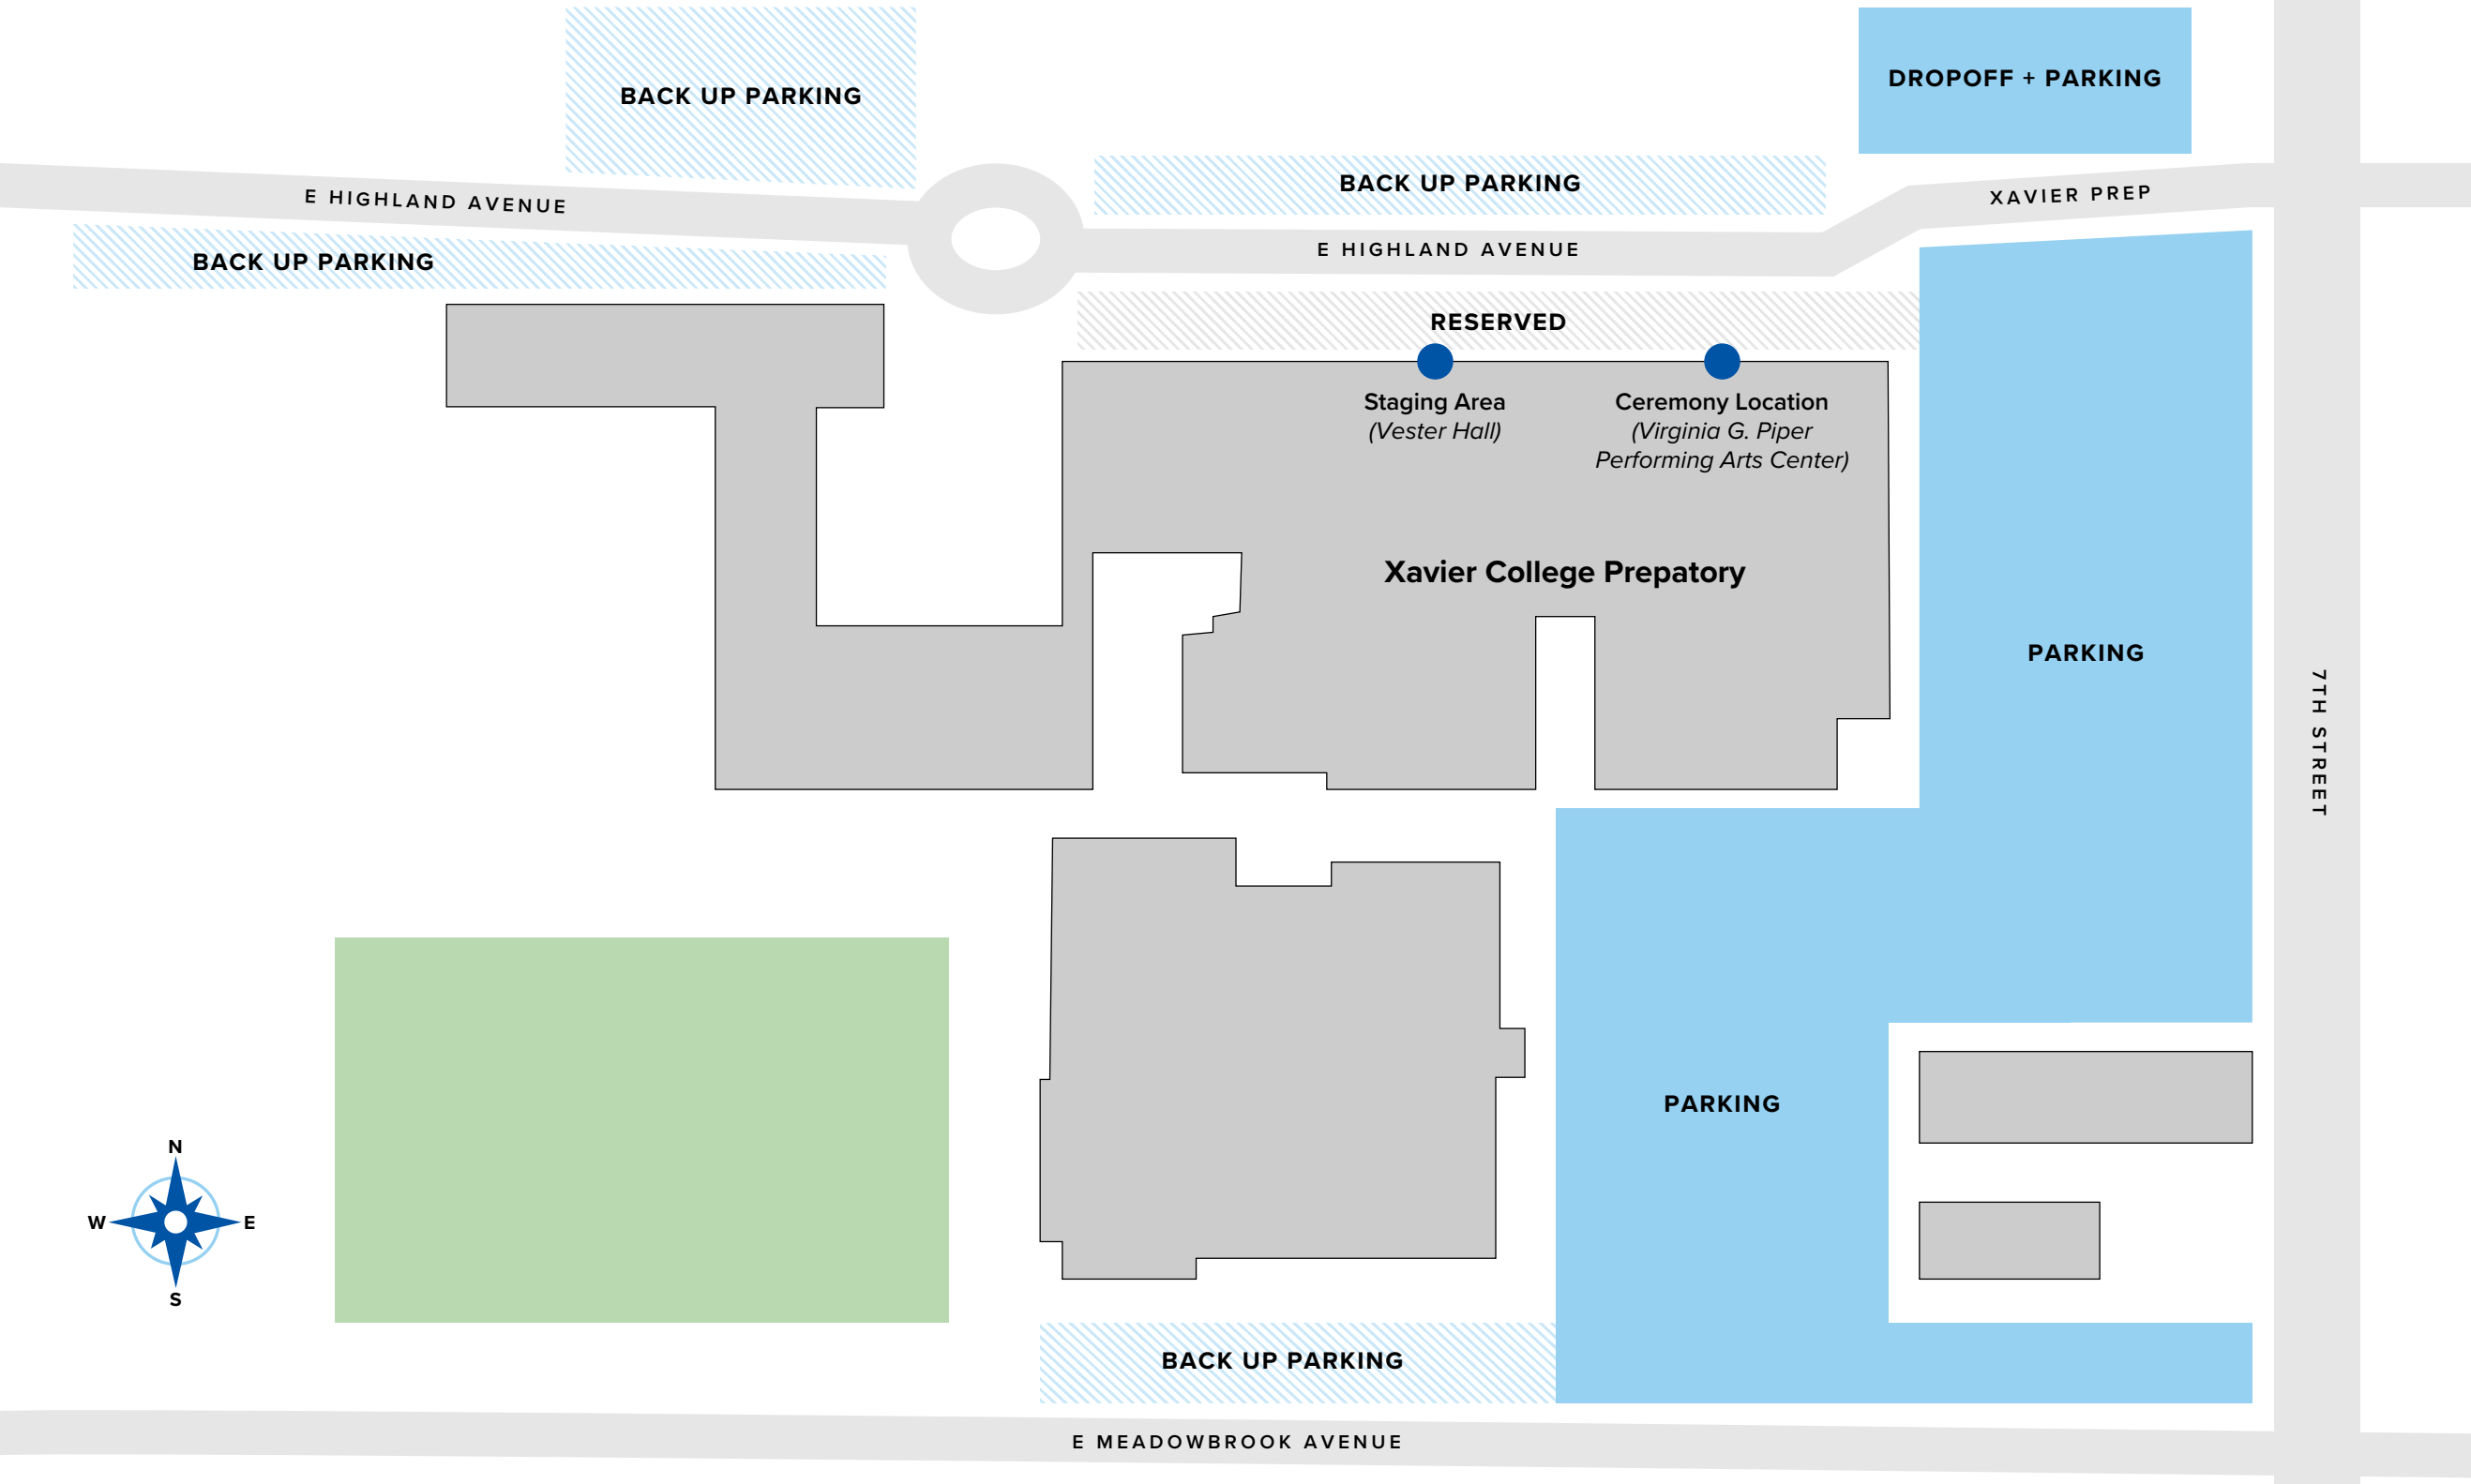 DROPOFF + PARKING
BACK UP PARKING
BACK UP PARKING
XAVIER PREP
E HIGHLAND AVENUE
E HIGHLAND AVENUE
BACK UP PARKING
RESERVED
Staging Area
(Vester Hall)
Ceremony Location
(Virginia G. Piper
Performing Arts Center)
Xavier College Prepatory
PARKING
7TH STREET
PARKING
N
W
E
S
BACK UP PARKING
E MEADOWBROOK AVENUE